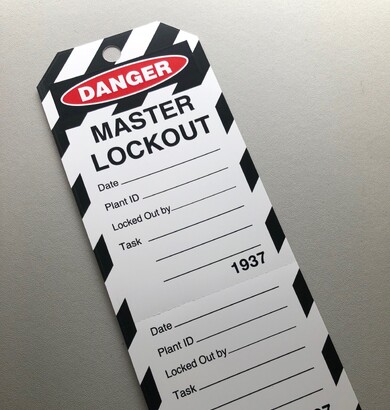 DANGER
MASTER
LOCKOUT
Date
Plant ID
Locked Out by
Task
1937
Date
Plant ID
Locked Out by
Task